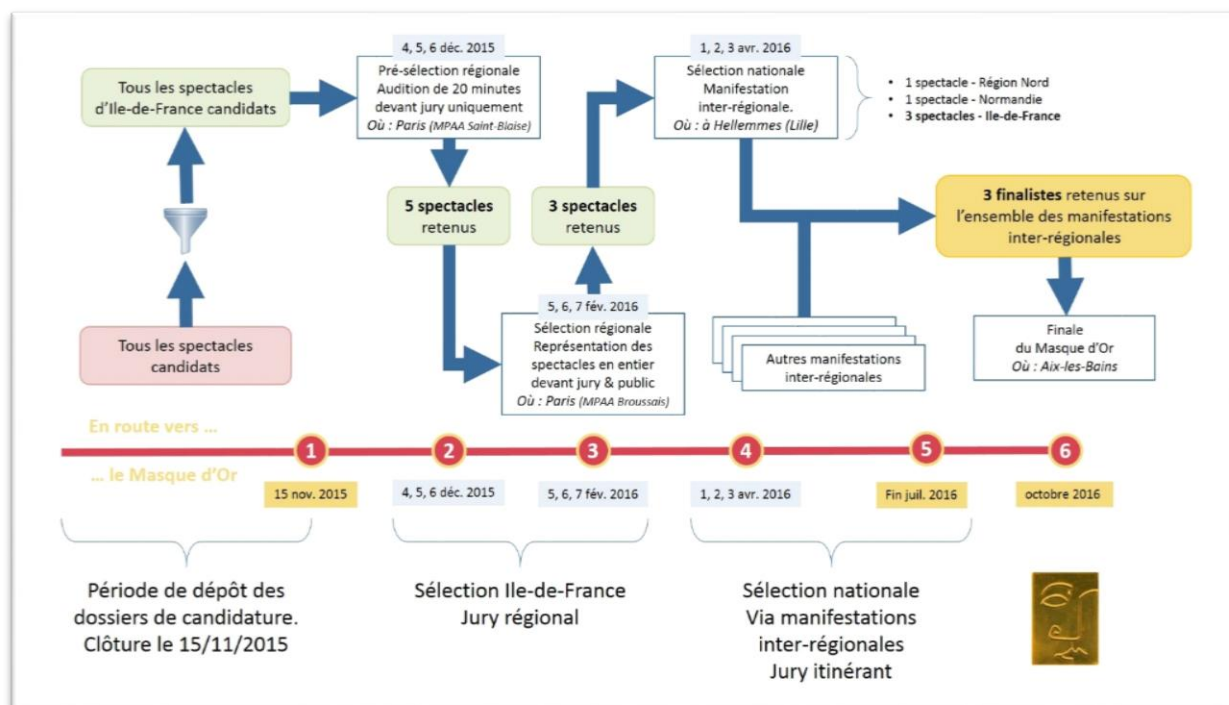 4, 5, 6 déc. 2015
Pré-sélection régionale
Audition de 20 minutes
devant jury uniquement
Où : Paris (MPAA Saint-Blaise)
1, 2, 3 avr. 2016
Sélection nationale
Manifestation
inter-régionale.
Où : à Hellemmes (Lille)
• 1 spectacle - Région Nord
• 1 spectacle - Normandie
• 3 spectacles - Ile-de-France
Tous les spectacles
d'Ile-de-France candidats
5 spectacles
retenus
3 spectacles
retenus
3 finalistes retenus sur
l'ensemble des manifestations
inter-régionales
Tous les spectacles
candidats
5, 6, 7 fév. 2016
Sélection régionale
Représentation des
spectacles en entier
devant jury & public
Où : Paris (MPAA Broussais)
Autres manifestations
inter-régionales
Finale
du Masque d'Or
Où : Aix-les-Bains
En route vers ...
1 2 3 4 5 6
... le Masque d'Or
15 nov. 2015
4, 5, 6 déc. 2015
5, 6, 7 fév. 2016
1, 2, 3 avr. 2016
Fin juil. 2016
octobre 2016
Période de dépôt des
dossiers de candidature.
Clôture le 15/11/2015
Sélection Ile-de-France
Jury régional
Sélection nationale
Via manifestations
inter-régionales
Jury itinérant